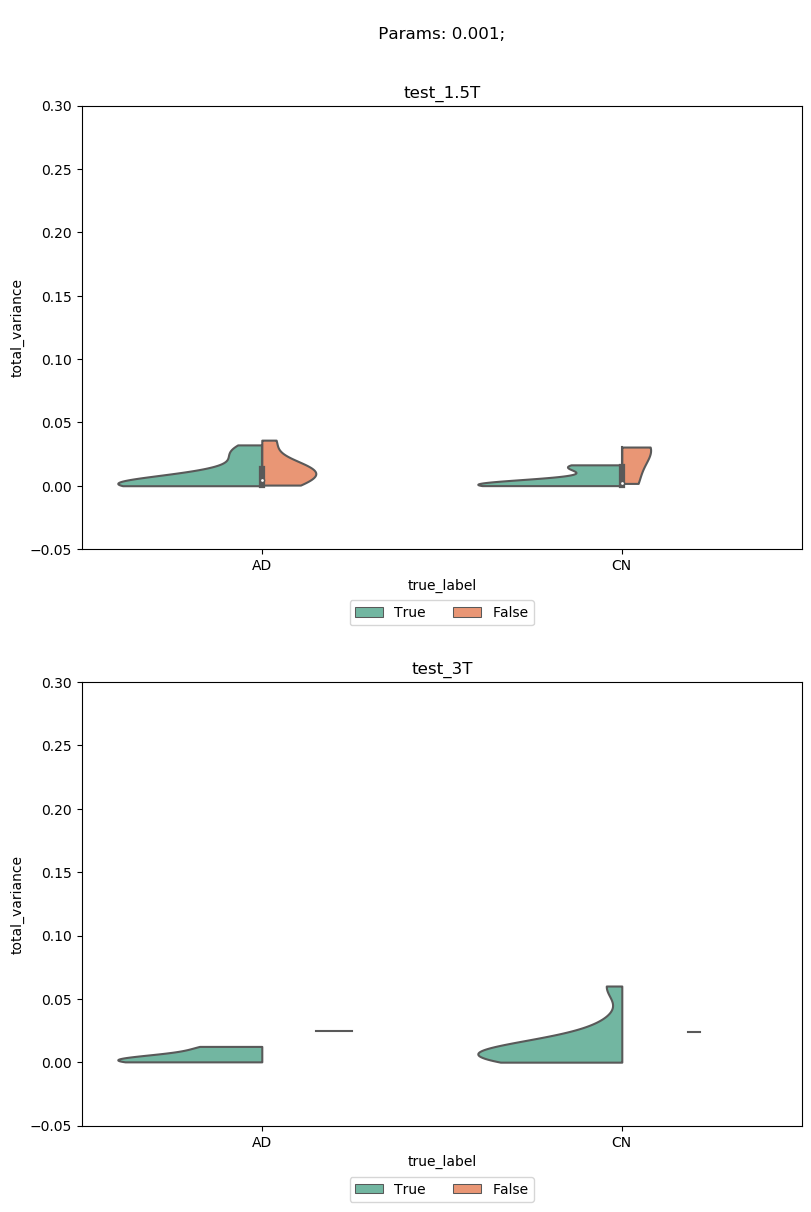 Params: 0.001;
test_1.5T
0.30
0.25
0.20
0.15
0.10
0.05
0.00
−0.05
total_variance
AD CN
true_label
True False
test_3T
0.30
0.25
0.20
0.15
0.10
0.05
0.00
−0.05
total_variance
AD CN
true_label
True False